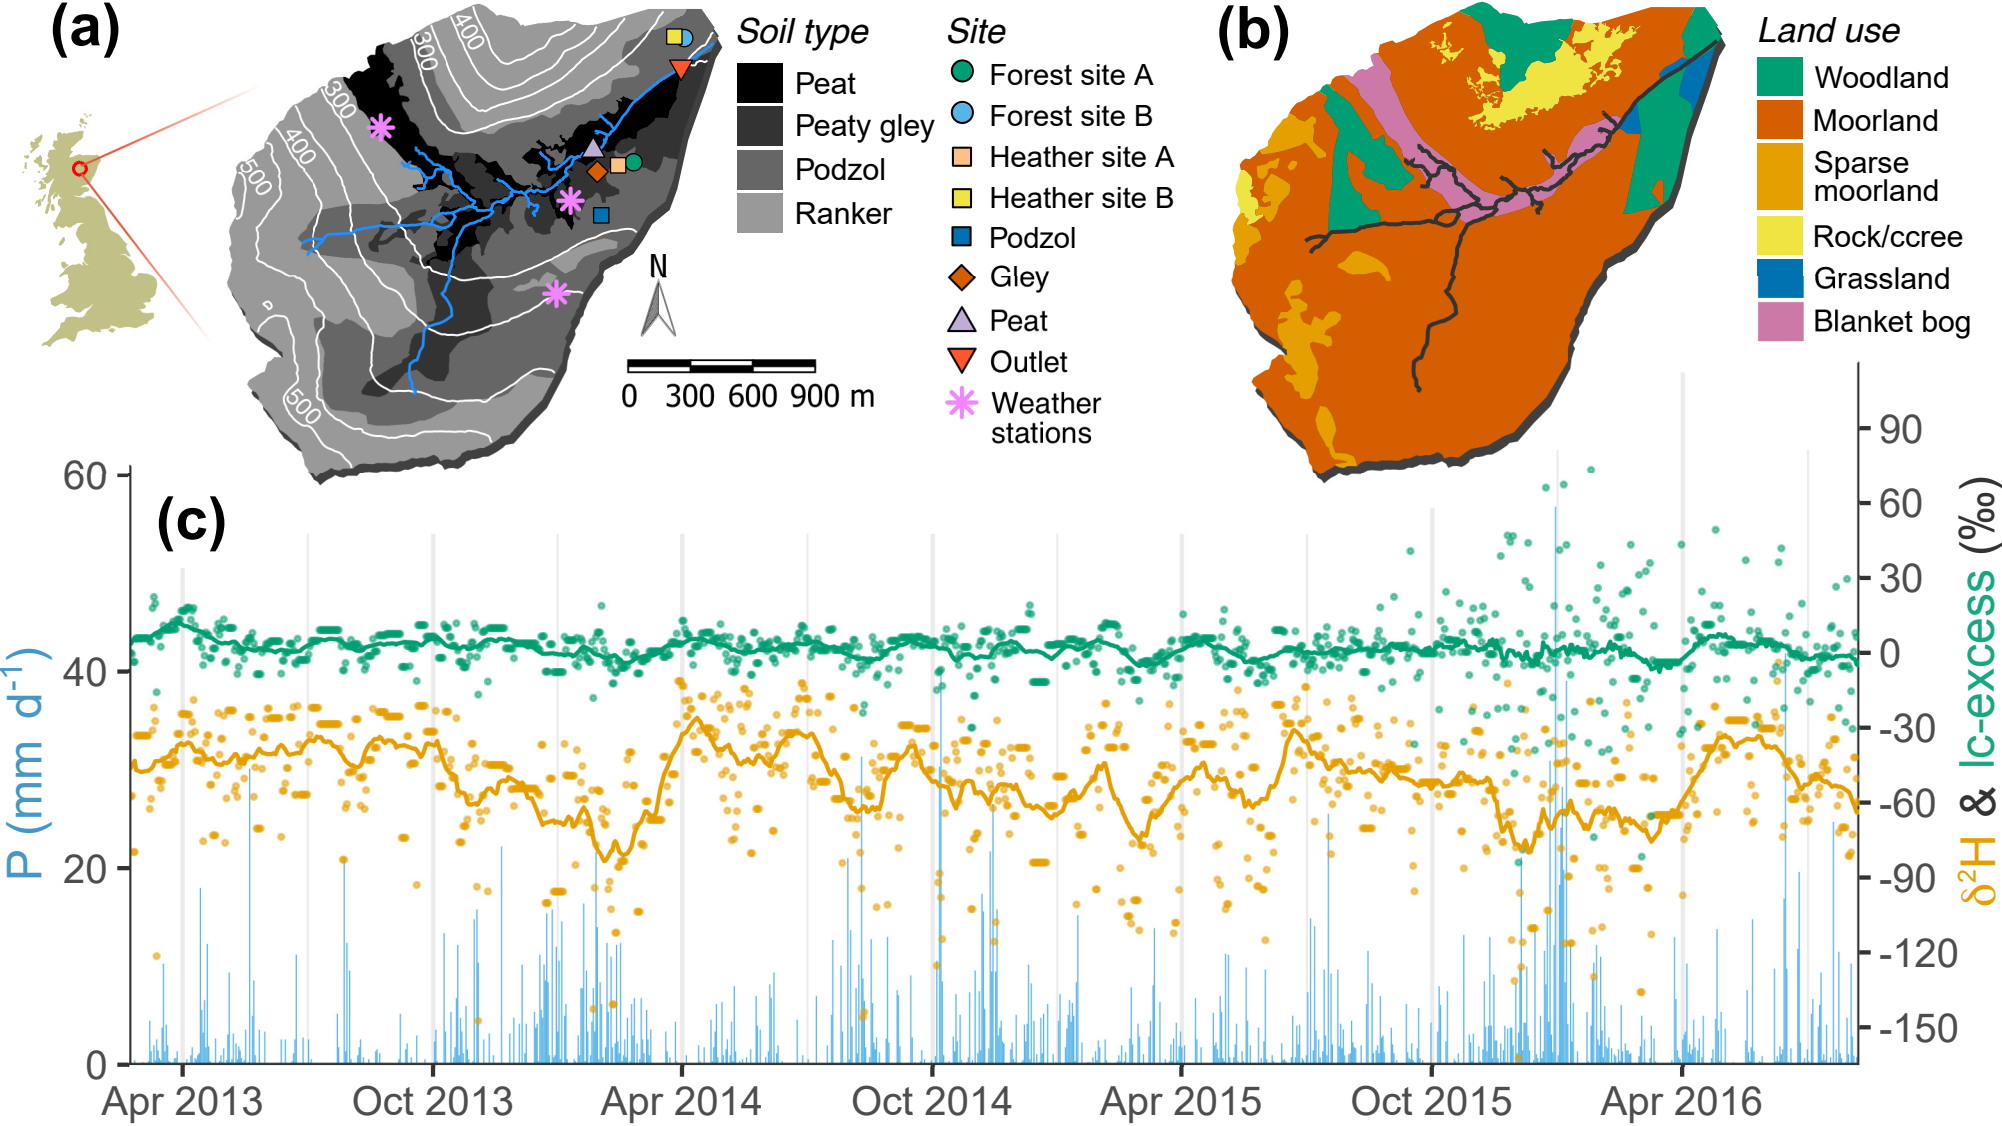 (a)
400
300
300
400
500
500
N
0 300 600 900 m
Soil type
Peat
Peaty gley
Podzol
Ranker
Site
Forest site A
Forest site B
Heather site A
Heather site B
Podzol
Gley
Peat
Outlet
Weather
stations
(b)
Land use
Woodland
Moorland
Sparse
moorland
Rock/ccree
Grassland
Blanket bog
(c)
P (mm d⁻¹)
60
40
20
0
90
60
30
0
-30
-60
-90
-120
-150
δ²H & lc-excess (‰)
Apr 2013 Oct 2013 Apr 2014 Oct 2014 Apr 2015 Oct 2015 Apr 2016